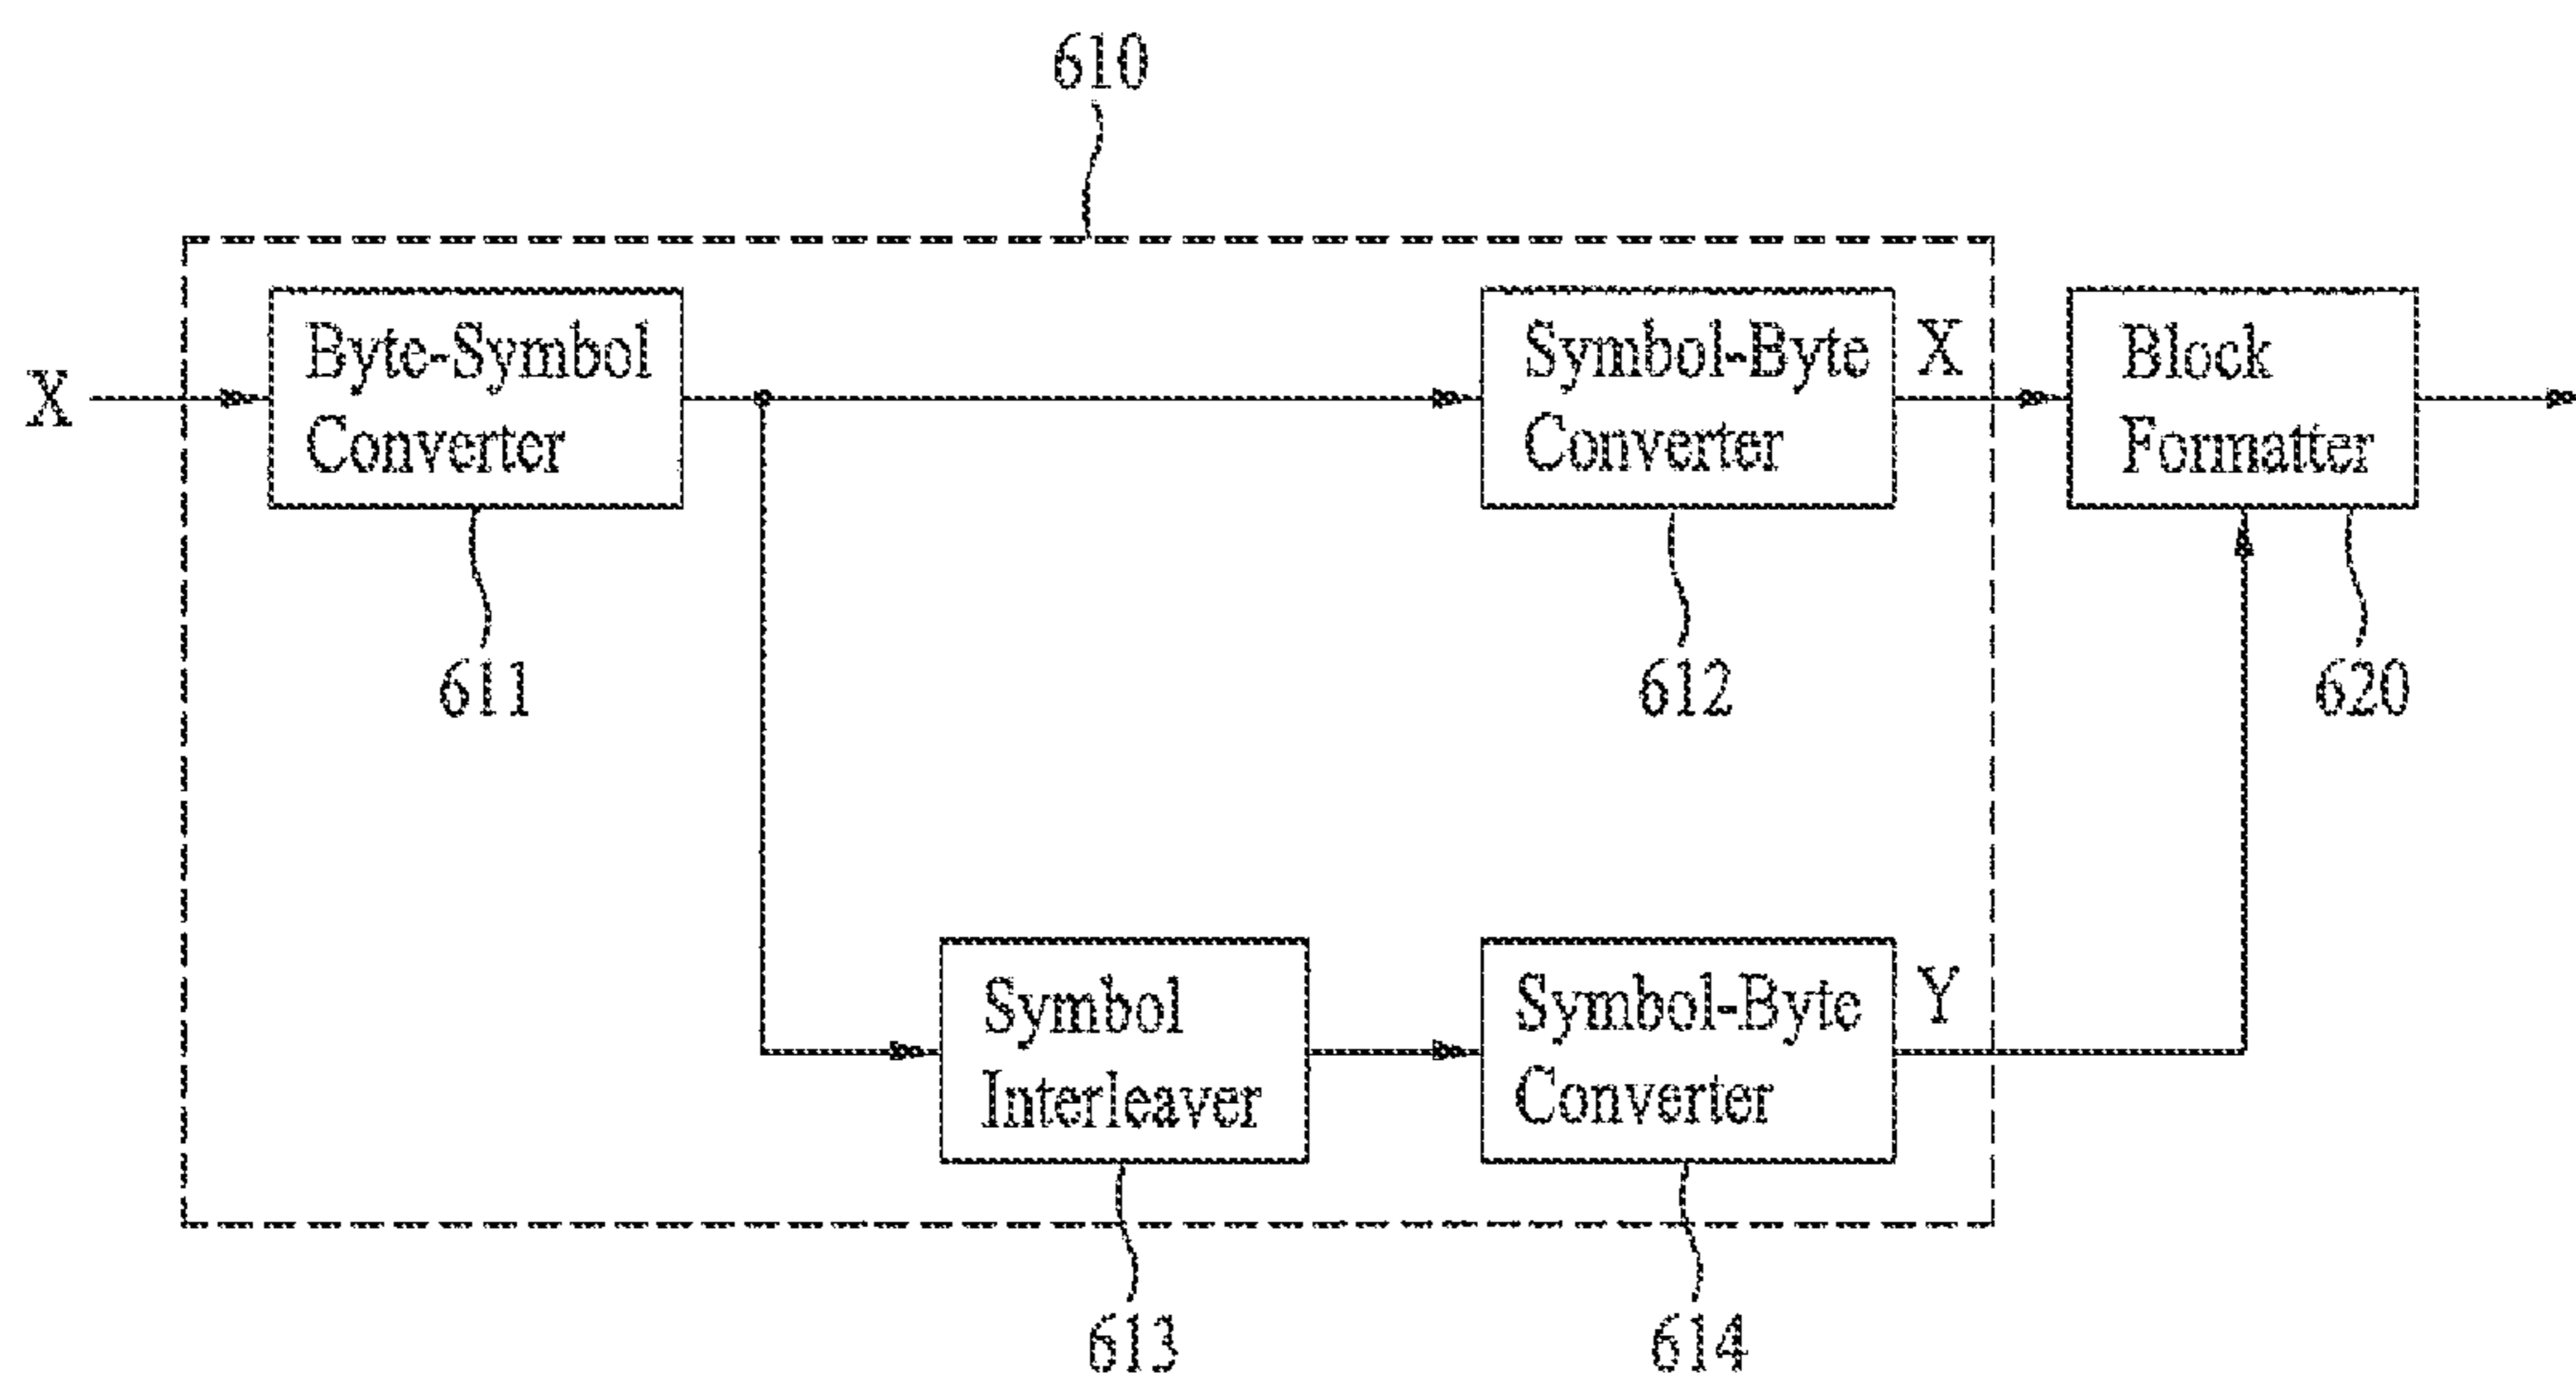 610
X
Byte-Symbol
Converter
611
Symbol-Byte
Converter
612
X
Block
Formatter
620
Symbol
Interleaver
613
Symbol-Byte
Converter
614
Y